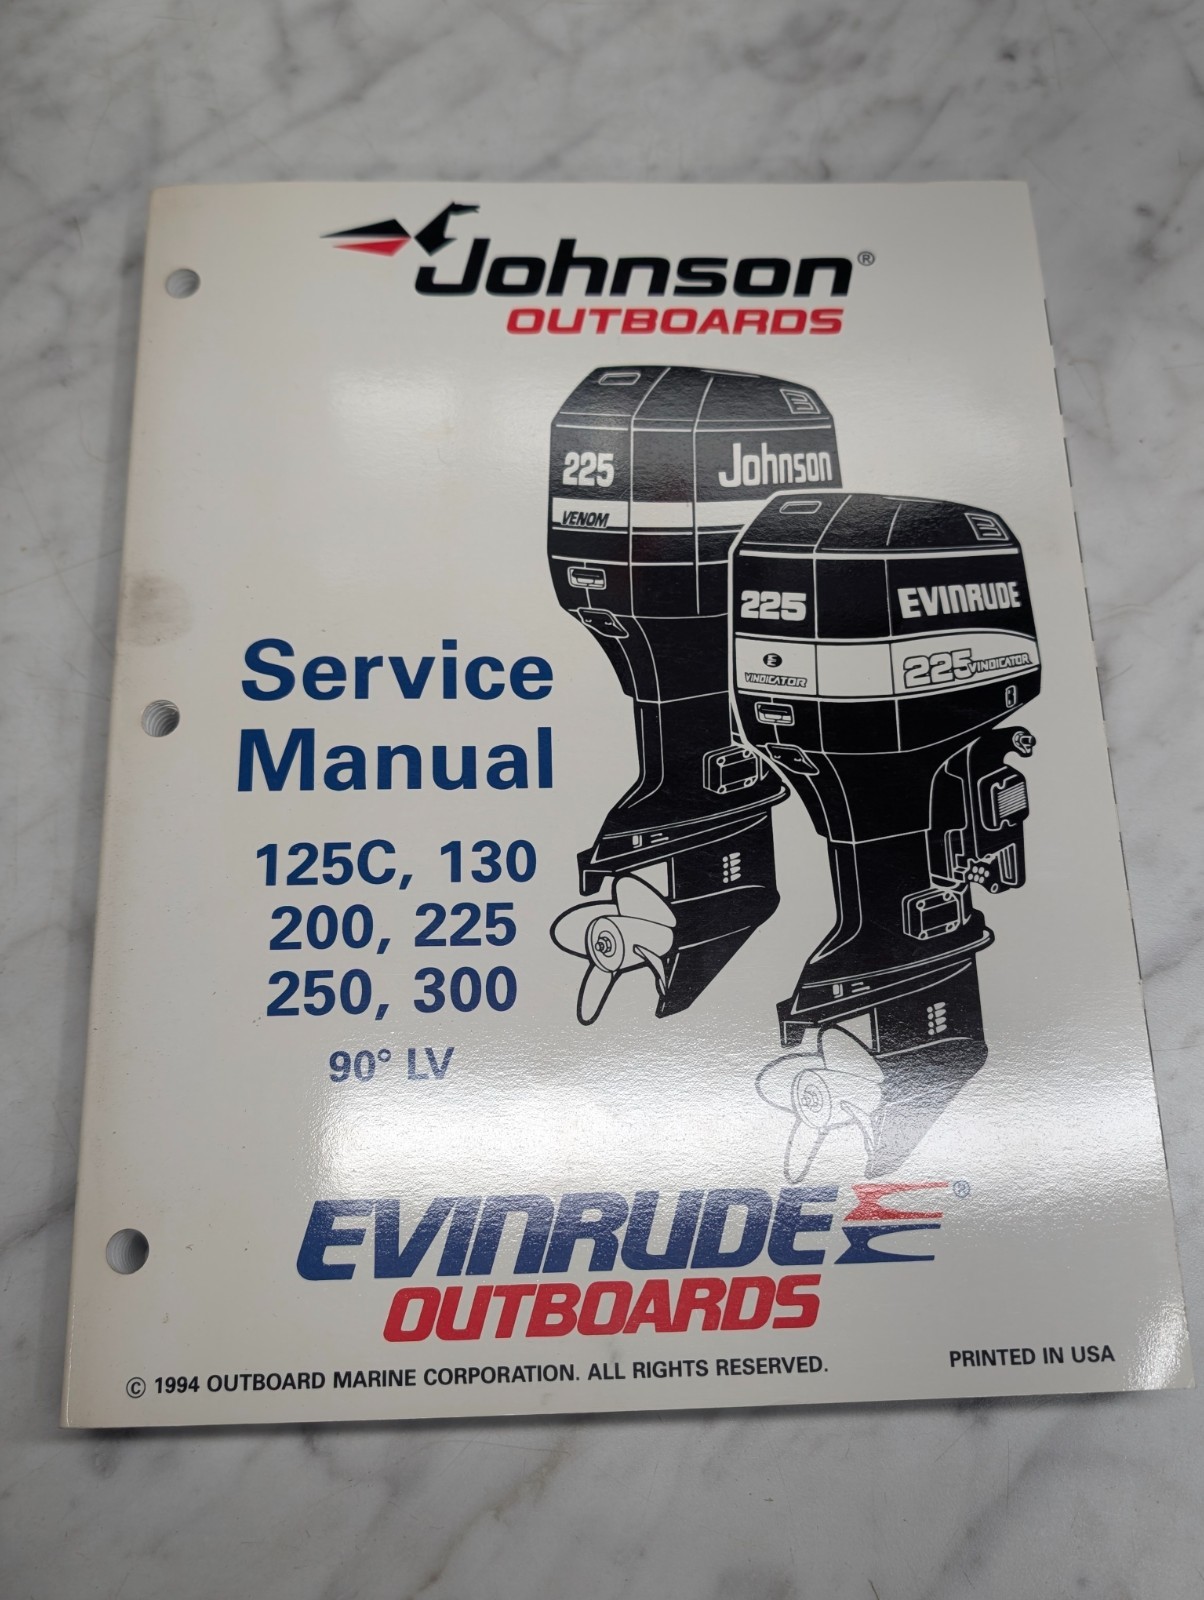 Johnson®
OUTBOARDS
225
Johnson
VENOM
225
EVINRUDE
E
VINDICATOR
225 VINDICATOR
Service
Manual
125C, 130
200, 225
250, 300
90° LV
EVINRUDE®
OUTBOARDS
© 1994 OUTBOARD MARINE CORPORATION. ALL RIGHTS RESERVED.
PRINTED IN USA